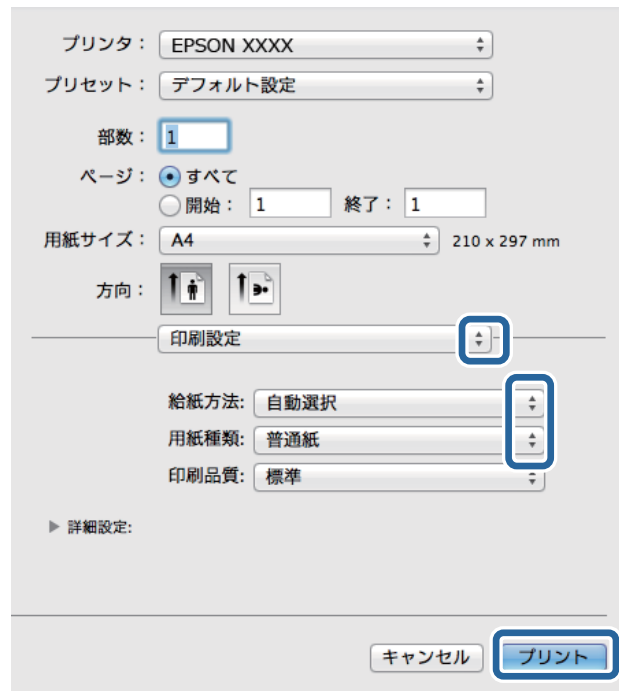 プリンタ： EPSON XXXX
プリセット： デフォルト設定
部数： 1
ページ： すべて
開始： 1 終了： 1
用紙サイズ： A4 210 x 297 mm
方向：
印刷設定
給紙方法: 自動選択
用紙種類: 普通紙
印刷品質: 標準
詳細設定:
キャンセル プリント